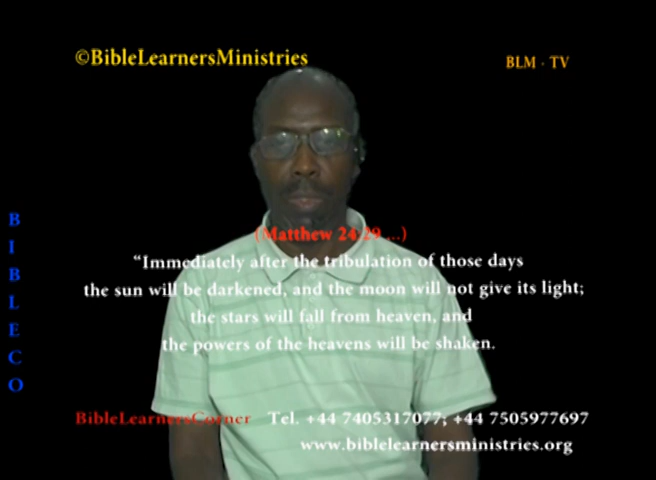 ©BibleLearnersMinistries
BLM - TV
(Matthew 24:29 ...)
“Immediately after the tribulation of those days
the sun will be darkened, and the moon will not give its light;
the stars will fall from heaven, and
the powers of the heavens will be shaken.
BIBLECO
BibleLearnersCorner Tel. +44 7405317077; +44 7505977697
www.biblelearnersministries.org